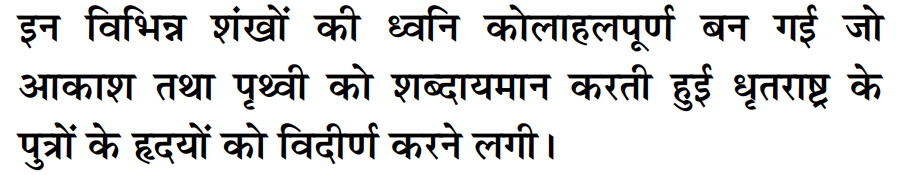 इन विभिन्न शंखों की ध्वनि कोलाहलपूर्ण बन गई जो
आकाश तथा पृथ्वी को शब्दायमान करती हुई धृतराष्ट्र के
पुत्रों के हृदयों को विदीर्ण करने लगी।